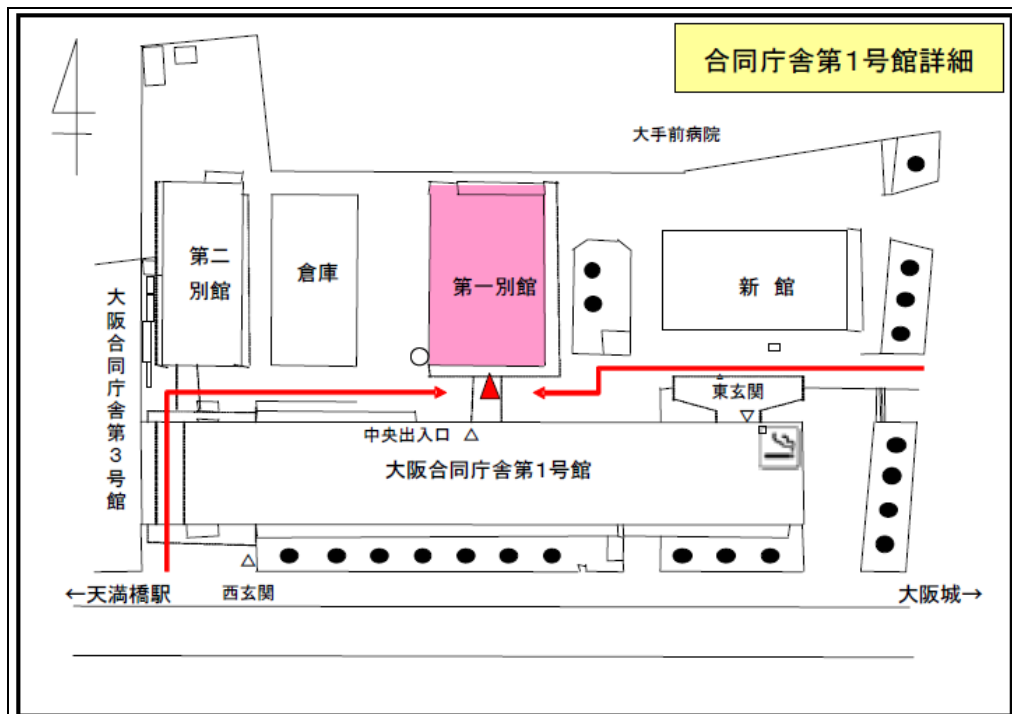 合同庁舎第1号館詳細
大手前病院
第二
別館
倉庫
第一別館
新 館
大阪合同庁舎第3号館
東玄関
中央出入口
大阪合同庁舎第1号館
←天満橋駅
西玄関
大阪城→